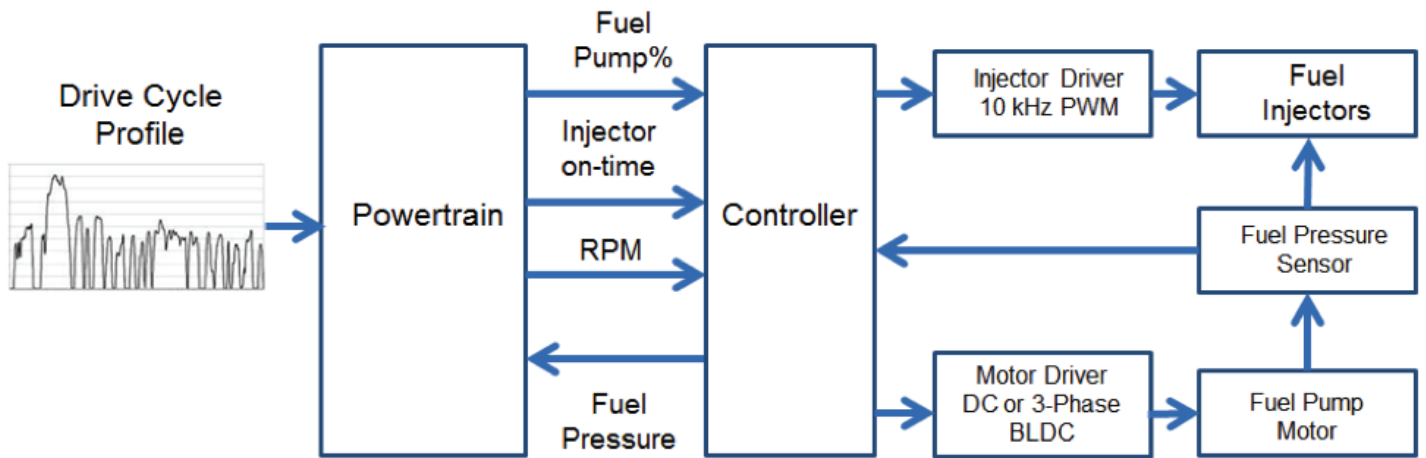 Drive Cycle
Profile
Powertrain
Fuel
Pump%
Injector
on-time
RPM
Fuel
Pressure
Controller
Injector Driver
10 kHz PWM
Fuel
Injectors
Fuel Pressure
Sensor
Motor Driver
DC or 3-Phase
BLDC
Fuel Pump
Motor